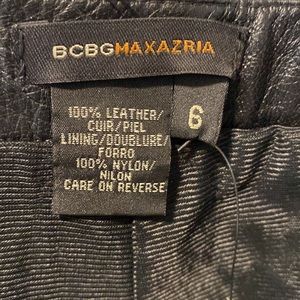 BCBGMAXAZRIA
6
100% LEATHER/
CUIR/PIEL
LINING/DOUBLURE/
FORRO
100% NYLON/
NILON
CARE ON REVERSE